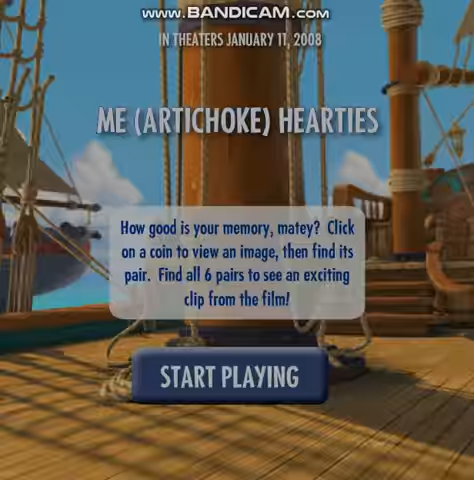 www.BANDICAM.com
IN THEATERS JANUARY 11, 2008
ME (ARTICHOKE) HEARTIES
How good is your memory, matey? Click
on a coin to view an image, then find its
pair. Find all 6 pairs to see an exciting
clip from the film!
START PLAYING